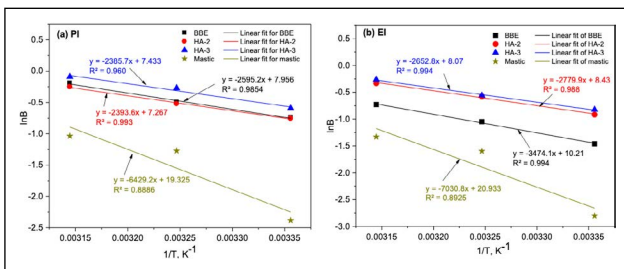 (a) PI
BBE
HA-2
HA-3
Mastic
Linear fit for BBE
Linear fit for HA-2
Linear fit for HA-3
Linear fit for mastic
y = -2385.7x + 7.433
R² = 0.960
y = -2595.2x + 7.956
R² = 0.9854
y = -2393.6x + 7.267
R² = 0.993
y = -6429.2x + 19.325
R² = 0.8886
lnB
0.5
0.0
-0.5
-1.0
-1.5
-2.0
-2.5
0.00315 0.00320 0.00325 0.00330 0.00335
1/T, K⁻¹
(b) EI
BBE
HA-2
HA-3
Mastic
Linear fit of BBE
Linear fit of HA-2
Linear fit of HA-3
Linear fit of mastic
y = -2652.8x + 8.07
R² = 0.994
y = -2779.9x + 8.43
R² = 0.988
y = -3474.1x + 10.21
R² = 0.994
y = -7030.8x + 20.933
R² = 0.8925
lnB
0.5
0.0
-0.5
-1.0
-1.5
-2.0
-2.5
-3.0
0.00315 0.00320 0.00325 0.00330 0.00335
1/T, K⁻¹